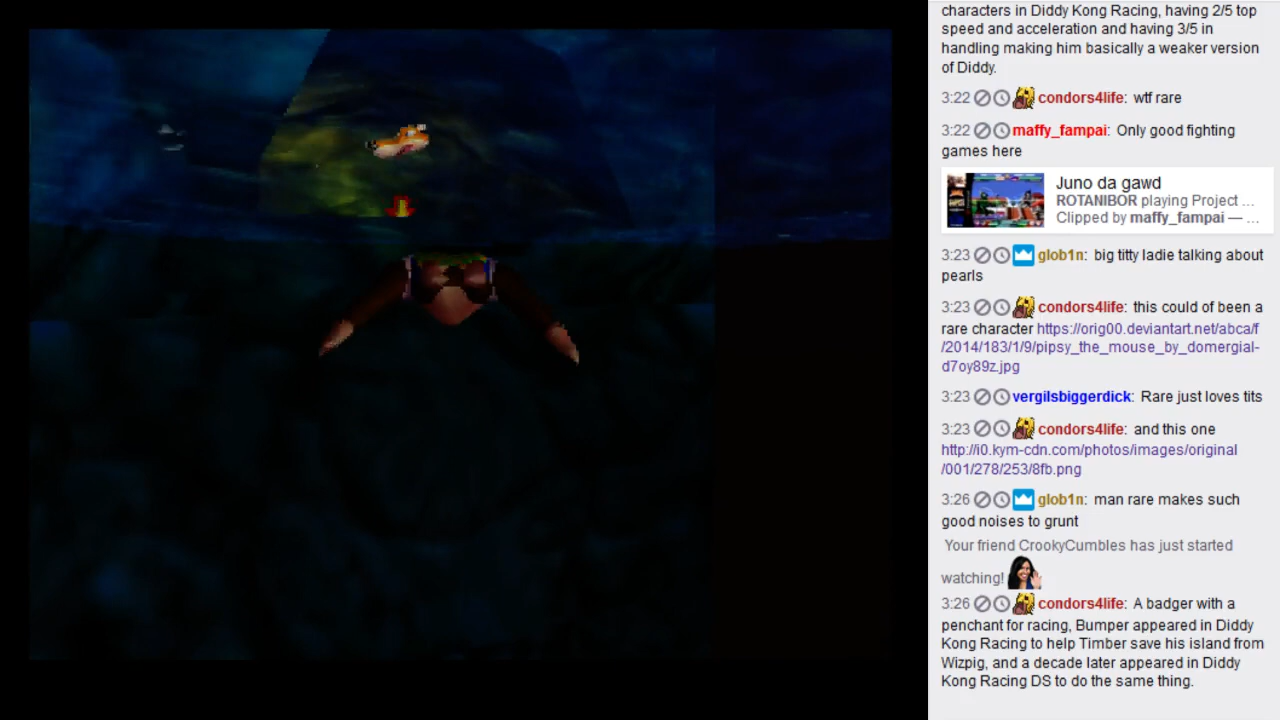 characters in Diddy Kong Racing, having 2/5 top
speed and acceleration and having 3/5 in
handling making him basically a weaker version
of Diddy.
3:22 condors4life: wtf rare
3:22 maffy_fampai: Only good fighting
games here
Juno da gawd
ROTANIBOR playing Project ...
Clipped by maffy_fampai — ...
3:23 glob1n: big titty ladie talking about
pearls
3:23 condors4life: this could of been a
rare character https://orig00.deviantart.net/abca/f
/2014/183/1/9/pipsy_the_mouse_by_domergial-
d7oy89z.jpg
3:23 vergilsbiggerdick: Rare just loves tits
3:23 condors4life: and this one
http://i0.kym-cdn.com/photos/images/original
/001/278/253/8fb.png
3:26 glob1n: man rare makes such
good noises to grunt
Your friend CrookyCumbles has just started
watching!
3:26 condors4life: A badger with a
penchant for racing, Bumper appeared in Diddy
Kong Racing to help Timber save his island from
Wizpig, and a decade later appeared in Diddy
Kong Racing DS to do the same thing.